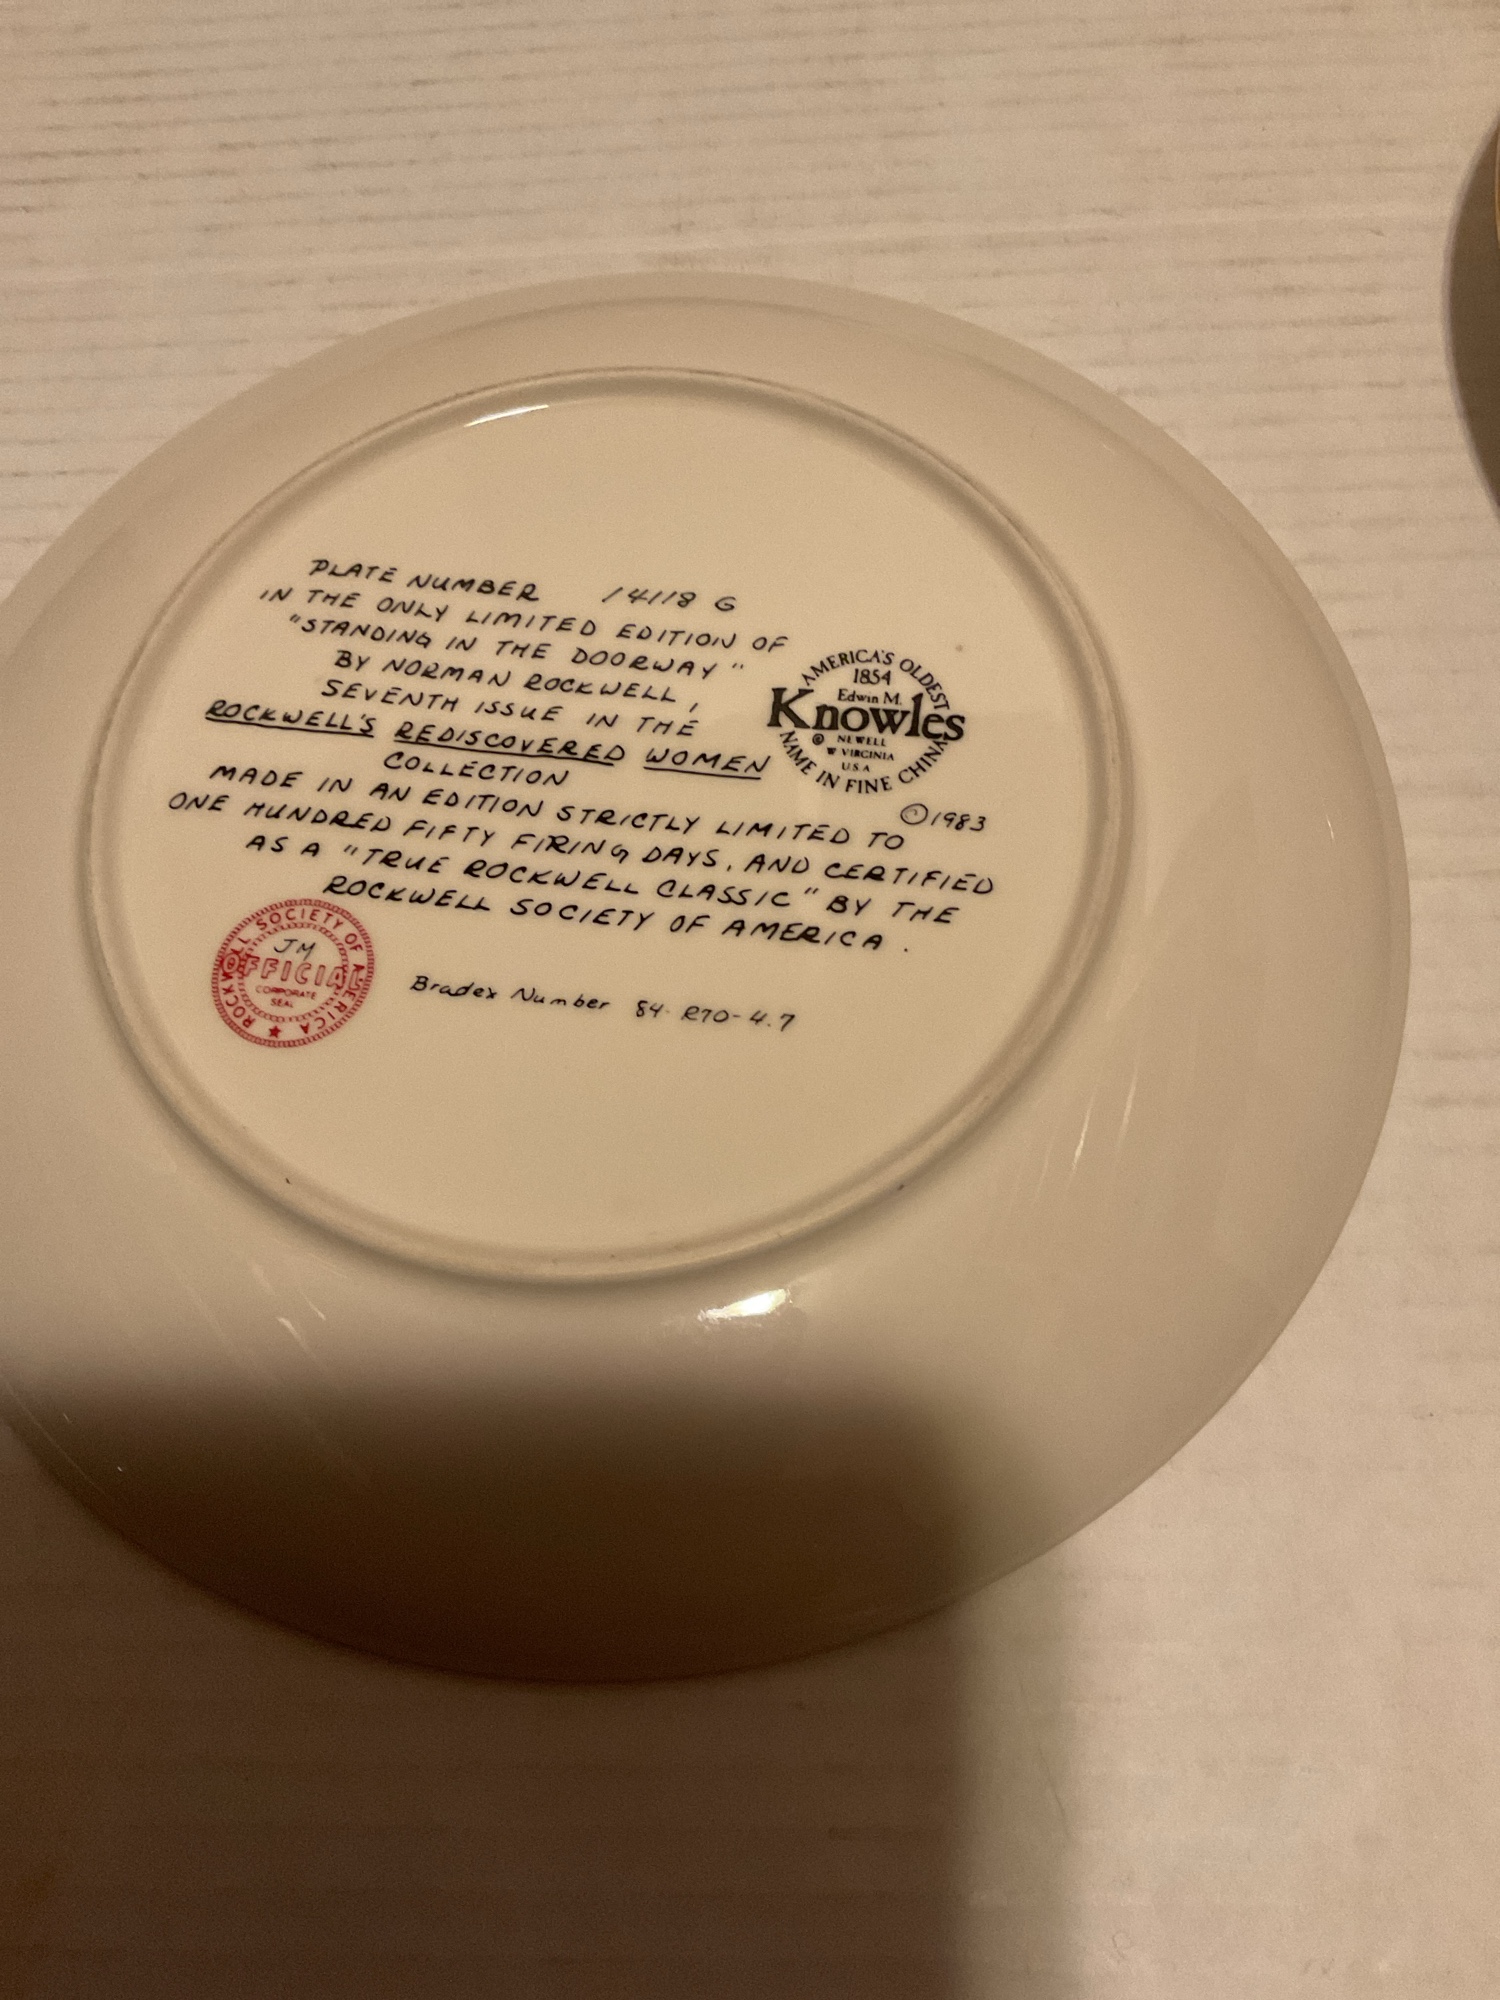 PLATE NUMBER 14118 G
IN THE ONLY LIMITED EDITION OF
"STANDING IN THE DOORWAY"
BY NORMAN ROCKWELL,
SEVENTH ISSUE IN THE
ROCKWELL'S REDISCOVERED WOMEN
COLLECTION
MADE IN AN EDITION STRICTLY LIMITED TO
ONE HUNDRED FIFTY FIRING DAYS, AND CERTIFIED
AS A "TRUE ROCKWELL CLASSIC" BY THE
ROCKWELL SOCIETY OF AMERICA.
AMERICA'S OLDEST
1854
Edwin M.
Knowles
© NEWELL
W VIRGINIA
U.S.A
NAME IN FINE CHINA
©1983
ROCKWELL SOCIETY OF AMERICA
JM
OFFICIAL
CORPORATE
SEAL
Bradex Number 84-R70-4.7